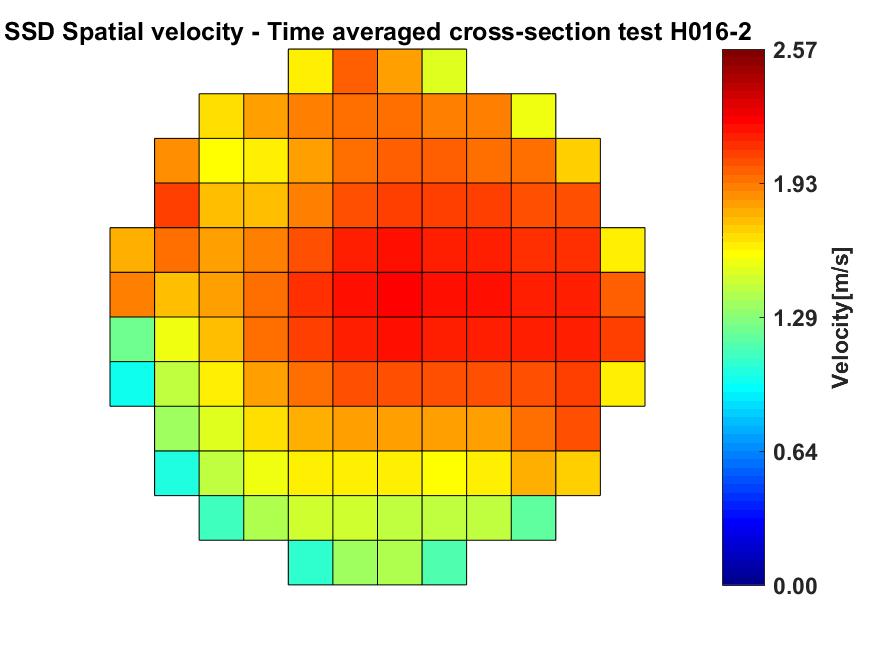 SSD Spatial velocity - Time averaged cross-section test H016-2
2.57
1.93
1.29
0.64
0.00
Velocity[m/s]